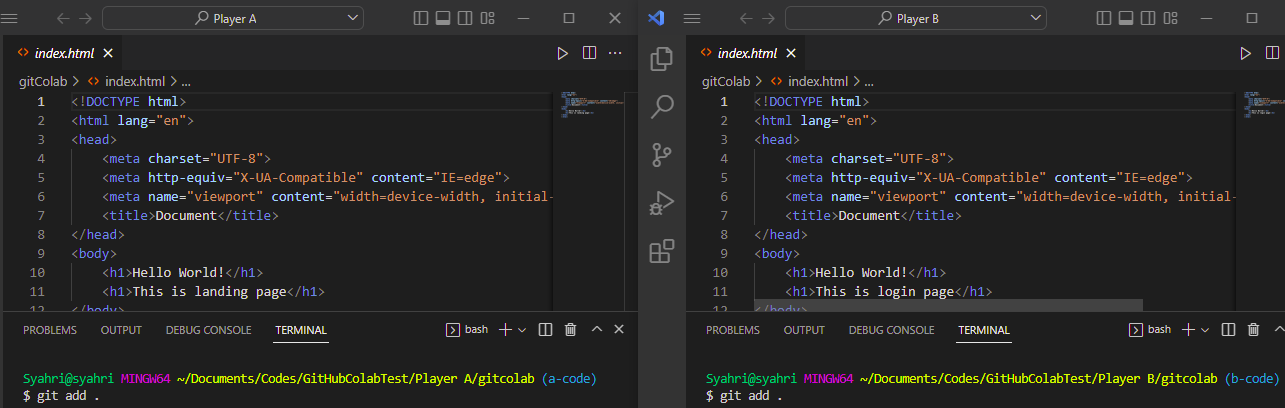 Player A
index.html
gitColab > index.html > ...
1 <!DOCTYPE html>
2 <html lang="en">
3 <head>
4 <meta charset="UTF-8">
5 <meta http-equiv="X-UA-Compatible" content="IE=edge">
6 <meta name="viewport" content="width=device-width, initial-
7 <title>Document</title>
8 </head>
9 <body>
10 <h1>Hello World!</h1>
11 <h1>This is landing page</h1>
12 </body>
PROBLEMS OUTPUT DEBUG CONSOLE TERMINAL bash
Syahri@syahri MINGW64 ~/Documents/Codes/GitHubColabTest/Player A/gitcolab (a-code)
$ git add .
Player B
index.html
gitColab > index.html > ...
1 <!DOCTYPE html>
2 <html lang="en">
3 <head>
4 <meta charset="UTF-8">
5 <meta http-equiv="X-UA-Compatible" content="IE=edge">
6 <meta name="viewport" content="width=device-width, initial-
7 <title>Document</title>
8 </head>
9 <body>
10 <h1>Hello World!</h1>
11 <h1>This is login page</h1>
12 </body>
PROBLEMS OUTPUT DEBUG CONSOLE TERMINAL bash
Syahri@syahri MINGW64 ~/Documents/Codes/GitHubColabTest/Player B/gitcolab (b-code)
$ git add .